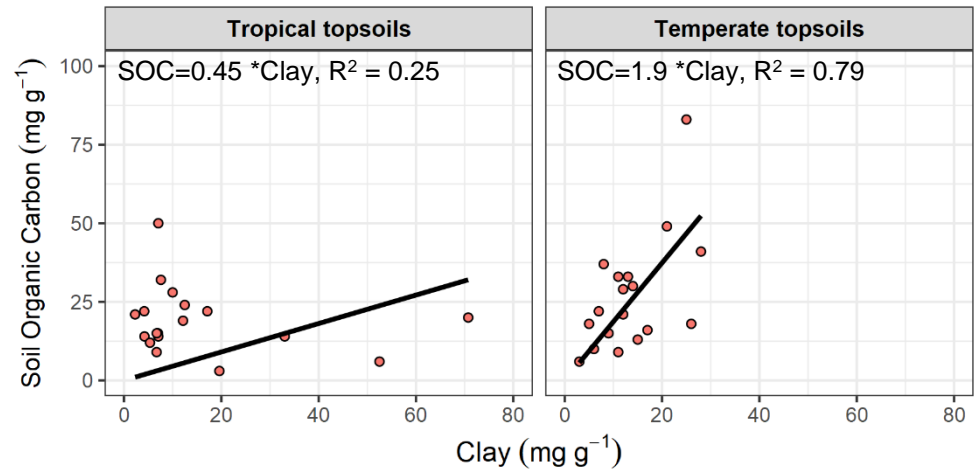 Tropical topsoils
Temperate topsoils
SOC=0.45 *Clay, R² = 0.25
SOC=1.9 *Clay, R² = 0.79
Soil Organic Carbon (mg g⁻¹)
100
75
50
25
0
0 20 40 60 80
0 20 40 60 80
Clay (mg g⁻¹)